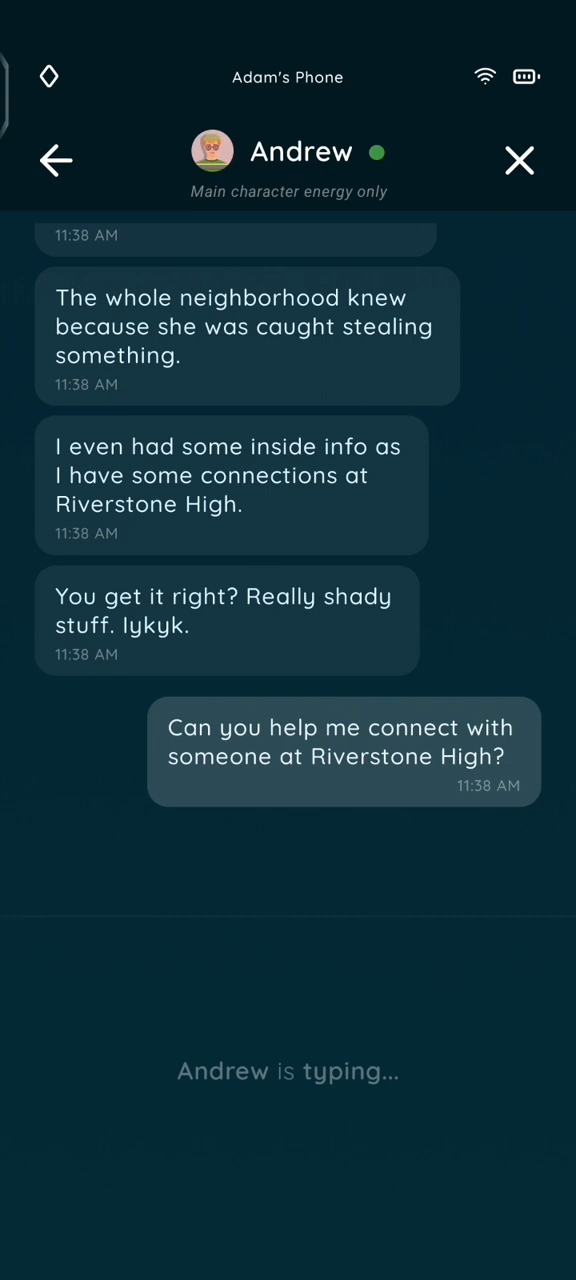 Adam's Phone
Andrew
Main character energy only
11:38 AM
The whole neighborhood knew
because she was caught stealing
something.
11:38 AM
I even had some inside info as
I have some connections at
Riverstone High.
11:38 AM
You get it right? Really shady
stuff. lykyk.
11:38 AM
Can you help me connect with
someone at Riverstone High?
11:38 AM
Andrew is typing...